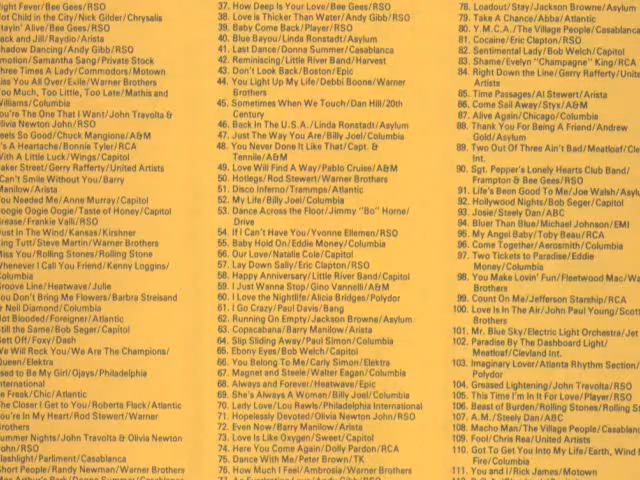 ight Fever/Bee Gees/RSO
ot Child in the City/Nick Gilder/Chrysalis
tayin' Alive/Bee Gees/RSO
ack and Jill/Raydio/Arista
hadow Dancing/Andy Gibb/RSO
motion/Samantha Sang/Private Stock
hree Times A Lady/Commodors/Motown
iss You All Over/Exile/Warner Brothers
oo Much, Too Little, Too Late/Mathis and
illiams/Columbia
ou're The One That I Want/John Travolta &
livia Newton John/RSO
eels So Good/Chuck Mangione/A&M
's A Heartache/Bonnie Tyler/RCA
ith A Little Luck/Wings/Capitol
aker Street/Gerry Rafferty/United Artists
Can't Smile Without You/Barry
anilow/Arista
ou Needed Me/Anne Murray/Capitol
oogie Oogie Oogie/Taste of Honey/Capitol
rease/Frankie Valli/RSO
ust In The Wind/Kansas/Kirshner
ing Tutt/Steve Martin/Warner Brothers
iss You/Rolling Stones/Rolling Stone
henever I Call You Friend/Kenny Loggins/
olumbia
roove Line/Heatwave/Julie
ou Don't Bring Me Flowers/Barbra Streisand
r Neil Diamond/Columbia
ot Blooded/Foreigner/Atlantic
till the Same/Bob Seger/Capitol
ett Off/Foxy/Dash
e Will Rock You/We Are The Champions/
ueen/Elektra
sed to Be My Girl/Ojays/Philadelphia
nternational
e Freak/Chic/Atlantic
he Closer I Get to You/Roberta Flack/Atlantic
ou're In My Heart/Rod Stewart/Warner
rothers
ummer Nights/John Travolta & Olivia Newton
ohn/RSO
lashlight/Parliment/Casablanca
hort People/Randy Newman/Warner Brothers
37. How Deep Is Your Love/Bee Gees/RSO
38. Love is Thicker Than Water/Andy Gibb/RSO
39. Baby Come Back/Player/RSO
40. Blue Bayou/Linda Ronstadt/Asylum
41. Last Dance/Donna Summer/Casablanca
42. Reminiscing/Little River Band/Harvest
43. Don't Look Back/Boston/Epic
44. You Light Up My Life/Debbi Boone/Warner
Brothers
45. Sometimes When We Touch/Dan Hill/20th
Century
46. Back In The U.S.A./Linda Ronstadt/Asylum
47. Just The Way You Are/Billy Joel/Columbia
48. You Never Done It Like That/Capt. &
Tennile/A&M
49. Love Will Find A Way/Pablo Cruise/A&M
50. Hotlegs/Rod Stewart/Warner Brothers
51. Disco Inferno/Trammps/Atlantic
52. My Life/Billy Joel/Columbia
53. Dance Across the Floor/Jimmy "Bo" Horne/
Drive
54. If I Can't Have You/Yvonne Ellemen/RSO
55. Baby Hold On/Eddie Money/Columbia
56. Our Love/Natalie Cole/Capitol
57. Lay Down Sally/Eric Clapton/RSO
58. Happy Anniversary/Little River Band/Capitol
59. I Just Wanna Stop/Gino Vannelli/A&M
60. I Love the Nightlife/Alicia Bridges/Polydor
61. I Go Crazy/Paul Davis/Bang
62. Running On Empty/Jackson Browne/Asylum
63. Copacabana/Barry Manilow/Arista
64. Slip Sliding Away/Paul Simon/Columbia
65. Ebony Eyes/Bob Welch/Capitol
66. You Belong To Me/Carly Simon/Elektra
67. Magnet and Steele/Walter Eagan/Columbia
68. Always and Forever/Heatwave/Epic
69. She's Always A Woman/Billy Joel/Columbia
70. Lady Love/Lou Rawls/Philadelphia International
71. Hopelessly Devoted/Olivia Newton John/RSO
72. Even Now/Barry Manilow/Arista
73. Love Is Like Oxygen/Sweet/Capitol
74. Here You Come Again/Dolly Pardon/RCA
75. Dance With Me/Peter Brown/TK
76. How Much I Feel/Ambrosia/Warner Brothers
78. Loadout/Stay/Jackson Browne/Asylum
79. Take A Chance/Abba/Atlantic
80. Y.M.C.A./The Village People/Casablanca
81. Cocaine/Eric Clapton/RSO
82. Sentimental Lady/Bob Welch/Capitol
83. Shame/Evelyn "Champagne" King/RCA
84. Right Down the Line/Gerry Rafferty/Unit
Artists
85. Time Passages/Al Stewart/Arista
86. Come Sail Away/Styx/A&M
87. Alive Again/Chicago/Columbia
88. Thank You For Being A Friend/Andrew
Gold/Asylum
89. Two Out Of Three Ain't Bad/Meatloaf/Cle
Int.
90. Sgt. Pepper's Lonely Hearts Club Band/
Frampton & Bee Gees/RSO
91. Life's Been Good To Me/Joe Walsh/Asylu
92. Hollywood Nights/Bob Seger/Capitol
93. Josie/Steely Dan/ABC
94. Bluer Than Blue/Michael Johnson/EMI
95. My Angel Baby/Toby Beau/RCA
96. Come Together/Aerosmith/Columbia
97. Two Tickets to Paradise/Eddie
Money/Columbia
98. You Make Lovin' Fun/Fleetwood Mac/Wa
Brothers
99. Count On Me/Jefferson Starship/RCA
100. Love Is In The Air/John Paul Young/Scott
Brothers
101. Mr. Blue Sky/Electric Light Orchestra/Jet
102. Paradise By The Dashboard Light/
Meatloaf/Clevland Int.
103. Imaginary Lover/Atlanta Rhythm Section/
Polydor
104. Greased Lightening/John Travolta/RSO
105. This Time I'm In It For Love/Player/RSO
106. Beast of Burden/Rolling Stones/Rolling S
107. A.M./Steely Dan/ABC
108. Macho Man/The Village People/Casablanc
109. Fool/Chris Rea/United Artists
110. Got To Get You Into My Life/Earth, Wind &
Fire/Columbia
111. You and I/Rick James/Motown